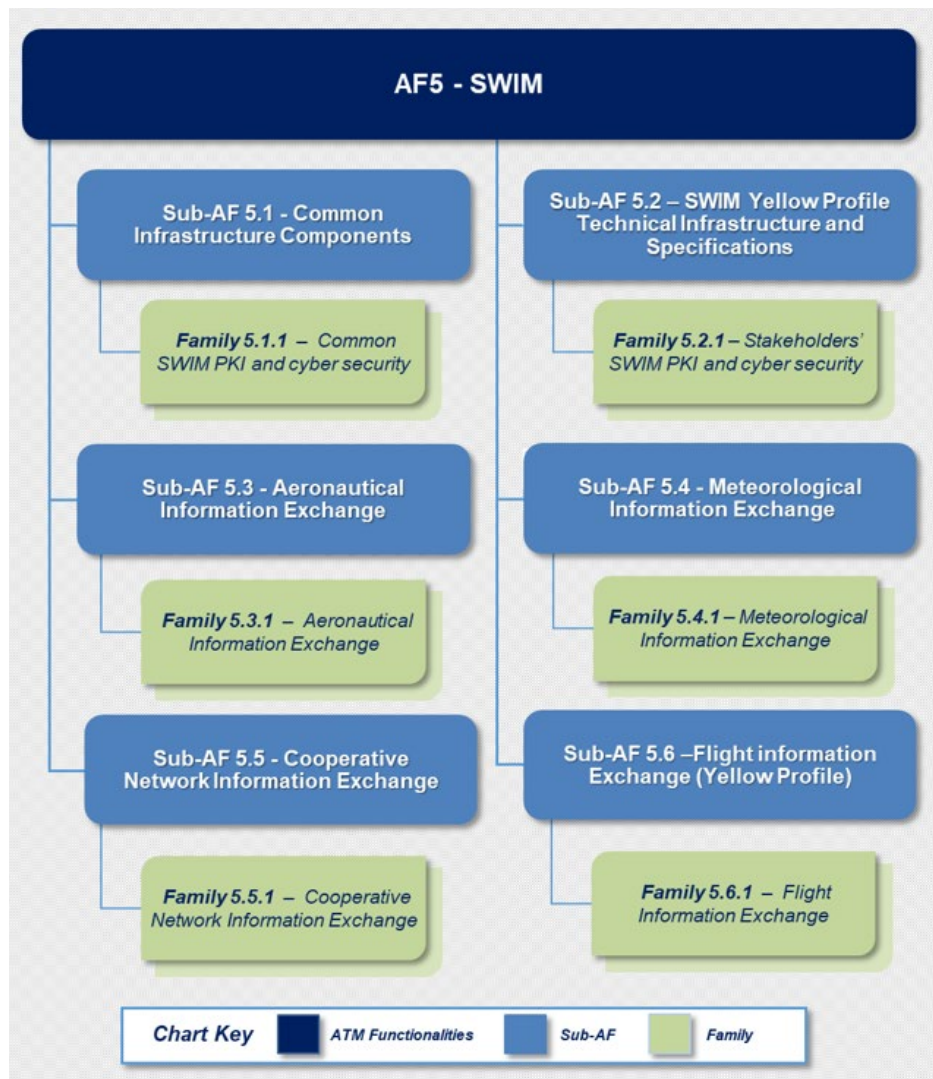 AF5 - SWIM
Sub-AF 5.1 - Common
Infrastructure Components
Sub-AF 5.2 – SWIM Yellow Profile
Technical Infrastructure and
Specifications
Family 5.1.1 – Common
SWIM PKI and cyber security
Family 5.2.1 – Stakeholders’
SWIM PKI and cyber security
Sub-AF 5.3 - Aeronautical
Information Exchange
Sub-AF 5.4 - Meteorological
Information Exchange
Family 5.3.1 – Aeronautical
Information Exchange
Family 5.4.1 – Meteorological
Information Exchange
Sub-AF 5.5 - Cooperative
Network Information Exchange
Sub-AF 5.6 –Flight information
Exchange (Yellow Profile)
Family 5.5.1 – Cooperative
Network Information Exchange
Family 5.6.1 – Flight
Information Exchange
Chart Key ATM Functionalities Sub-AF Family